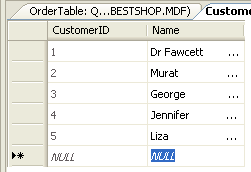 OrderTable: Q...BESTSHOP.MDF) Custome
CustomerID Name
1 Dr Fawcett ...
2 Murat ...
3 George ...
4 Jennifer ...
5 Liza ...
NULL NULL